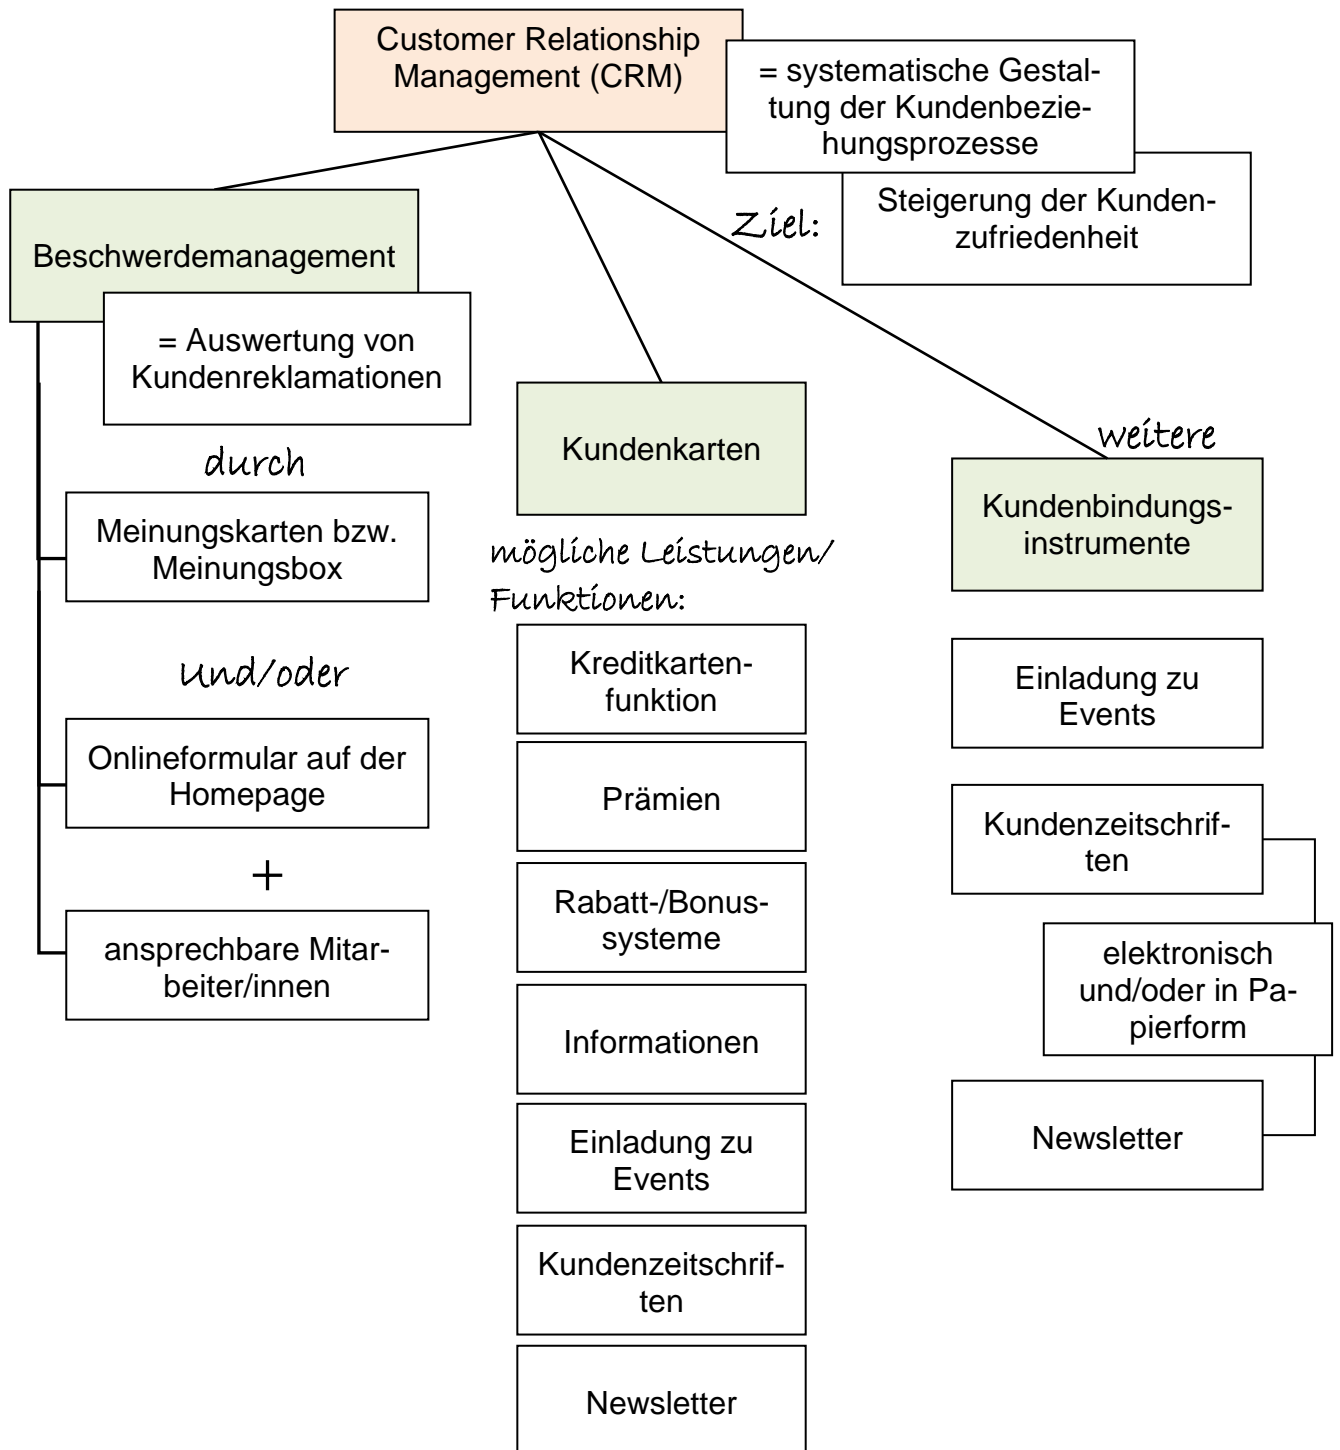 Customer Relationship
Management (CRM)
= systematische Gestal-
tung der Kundenbezie-
hungsprozesse
Ziel:
Steigerung der Kunden-
zufriedenheit
Beschwerdemanagement
= Auswertung von
Kundenreklamationen
durch
Meinungskarten bzw.
Meinungsbox
Und/oder
Onlineformular auf der
Homepage
+
ansprechbare Mitar-
beiter/innen
Kundenkarten
mögliche Leistungen/
Funktionen:
Kreditkarten-
funktion
Prämien
Rabatt-/Bonus-
systeme
Informationen
Einladung zu
Events
Kundenzeitschrif-
ten
Newsletter
weitere
Kundenbindungs-
instrumente
Einladung zu
Events
Kundenzeitschrif-
ten
elektronisch
und/oder in Pa-
pierform
Newsletter